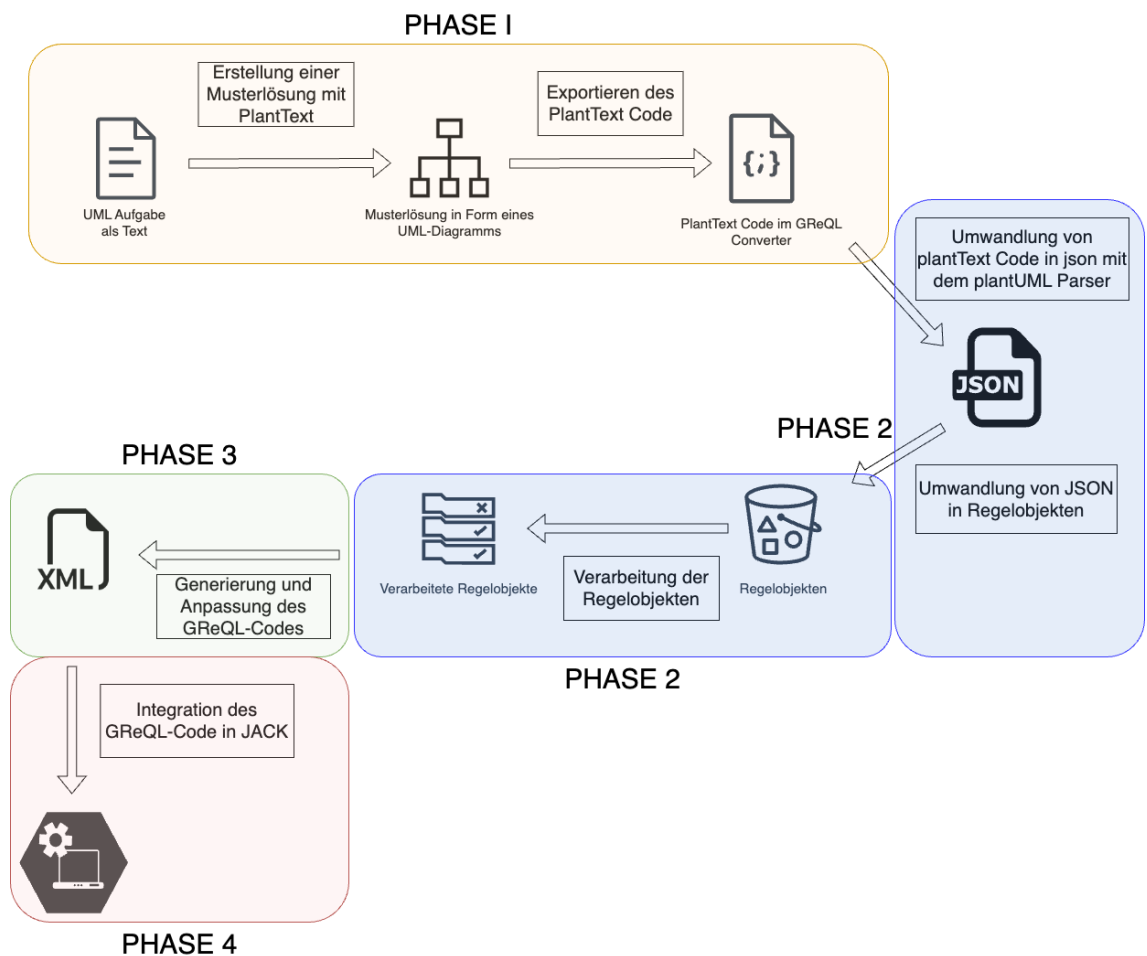 PHASE I
Erstellung einer
Musterlösung mit
PlantText
Exportieren des
PlantText Code
{;}
UML Aufgabe
als Text
Musterlösung in Form eines
UML-Diagramms
PlantText Code im GReQL
Converter
Umwandlung von
plantText Code in json mit
dem plantUML Parser
JSON
PHASE 2
Umwandlung von JSON
in Regelobjekten
Regelobjekten
Verarbeitung der
Regelobjekten
Verarbeitete Regelobjekte
PHASE 2
PHASE 3
XML
Generierung und
Anpassung des
GReQL-Codes
Integration des
GReQL-Code in JACK
PHASE 4